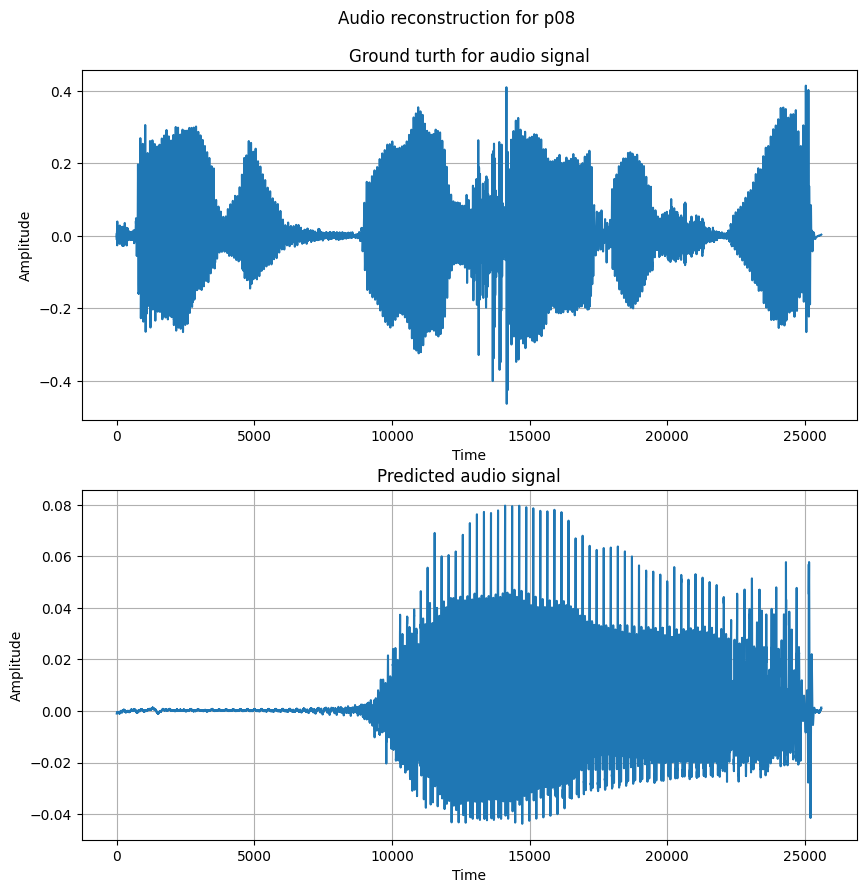 Audio reconstruction for p08
Ground turth for audio signal
0.4
0.2
0.0
−0.2
−0.4
Amplitude
0 5000 10000 15000 20000 25000
Time
Predicted audio signal
0.08
0.06
0.04
0.02
0.00
−0.02
−0.04
Amplitude
0 5000 10000 15000 20000 25000
Time